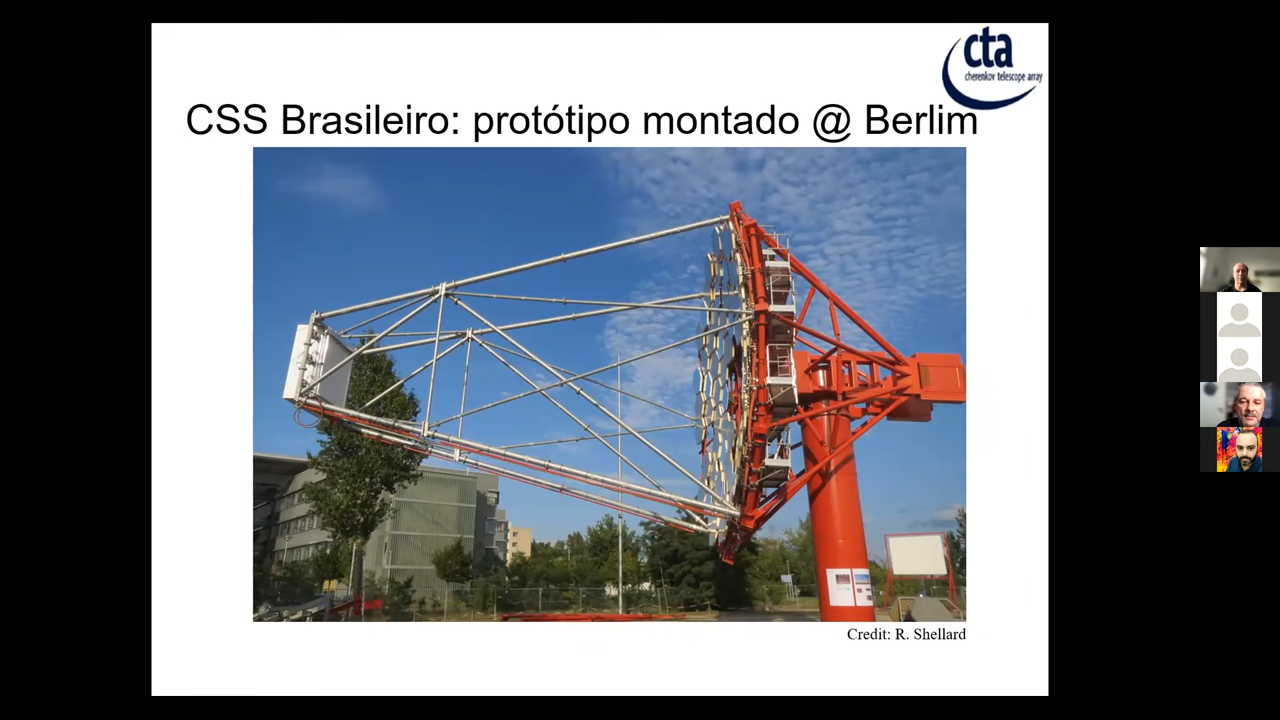 cta
cherenkov telescope array
CSS Brasileiro: protótipo montado @ Berlim
Credit: R. Shellard